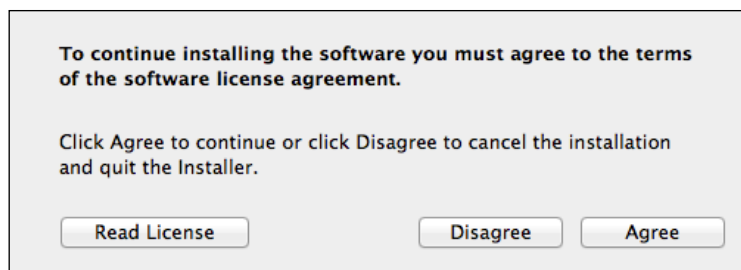 To continue installing the software you must agree to the terms
of the software license agreement.
Click Agree to continue or click Disagree to cancel the installation
and quit the Installer.
Read License
Disagree
Agree